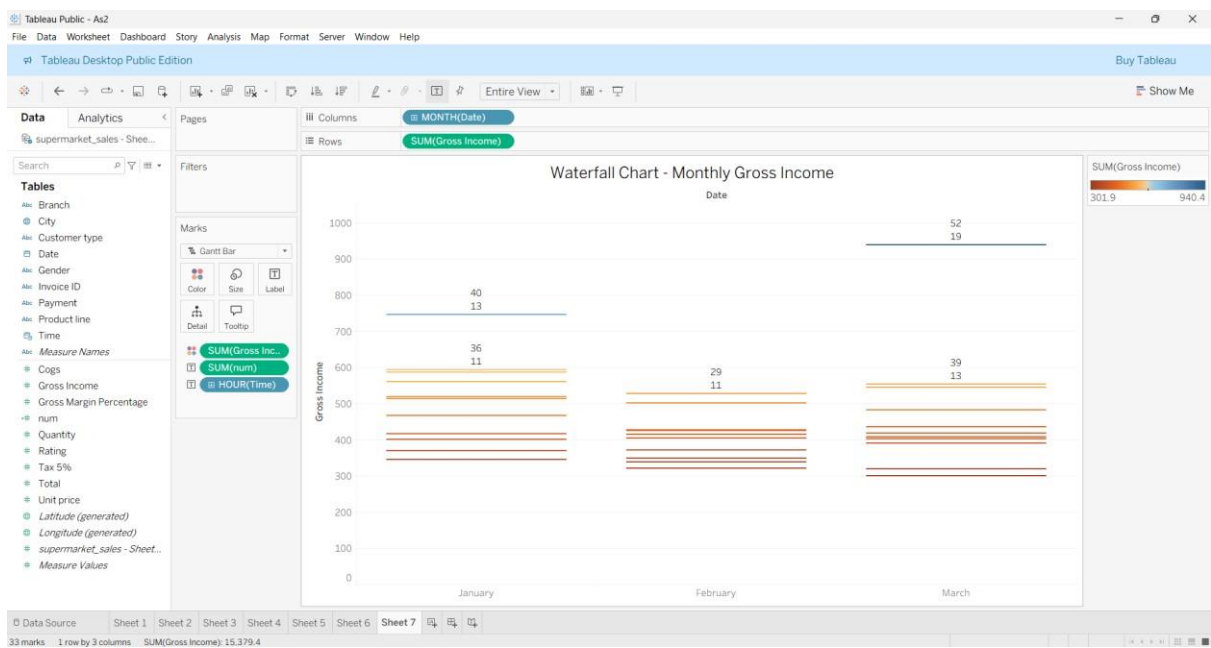 Tableau Public - As2
File Data Worksheet Dashboard Story Analysis Map Format Server Window Help
Tableau Desktop Public Edition
Buy Tableau
Entire View
Show Me
Data Analytics
Pages
Columns
MONTH(Date)
supermarket_sales - Shee...
Rows
SUM(Gross Income)
Search
Filters
Tables
Abc Branch
City
Abc Customer type
Date
Abc Gender
Abc Invoice ID
Abc Payment
Abc Product line
Time
Abc Measure Names
Cogs
Gross Income
Gross Margin Percentage
num
Quantity
Rating
Tax 5%
Total
Unit price
Latitude (generated)
Longitude (generated)
supermarket_sales - Sheet...
Measure Values
Marks
Gantt Bar
Color Size Label
Detail Tooltip
SUM(Gross Inc..
SUM(num)
HOUR(Time)
Waterfall Chart - Monthly Gross Income
Date
Gross Income
1000
900
800
700
600
500
400
300
200
100
0
40
13
36
11
29
11
52
19
39
13
January February March
SUM(Gross Income)
301.9 940.4
Data Source Sheet 1 Sheet 2 Sheet 3 Sheet 4 Sheet 5 Sheet 6 Sheet 7
33 marks 1 row by 3 columns SUM(Gross Income): 15,379.4